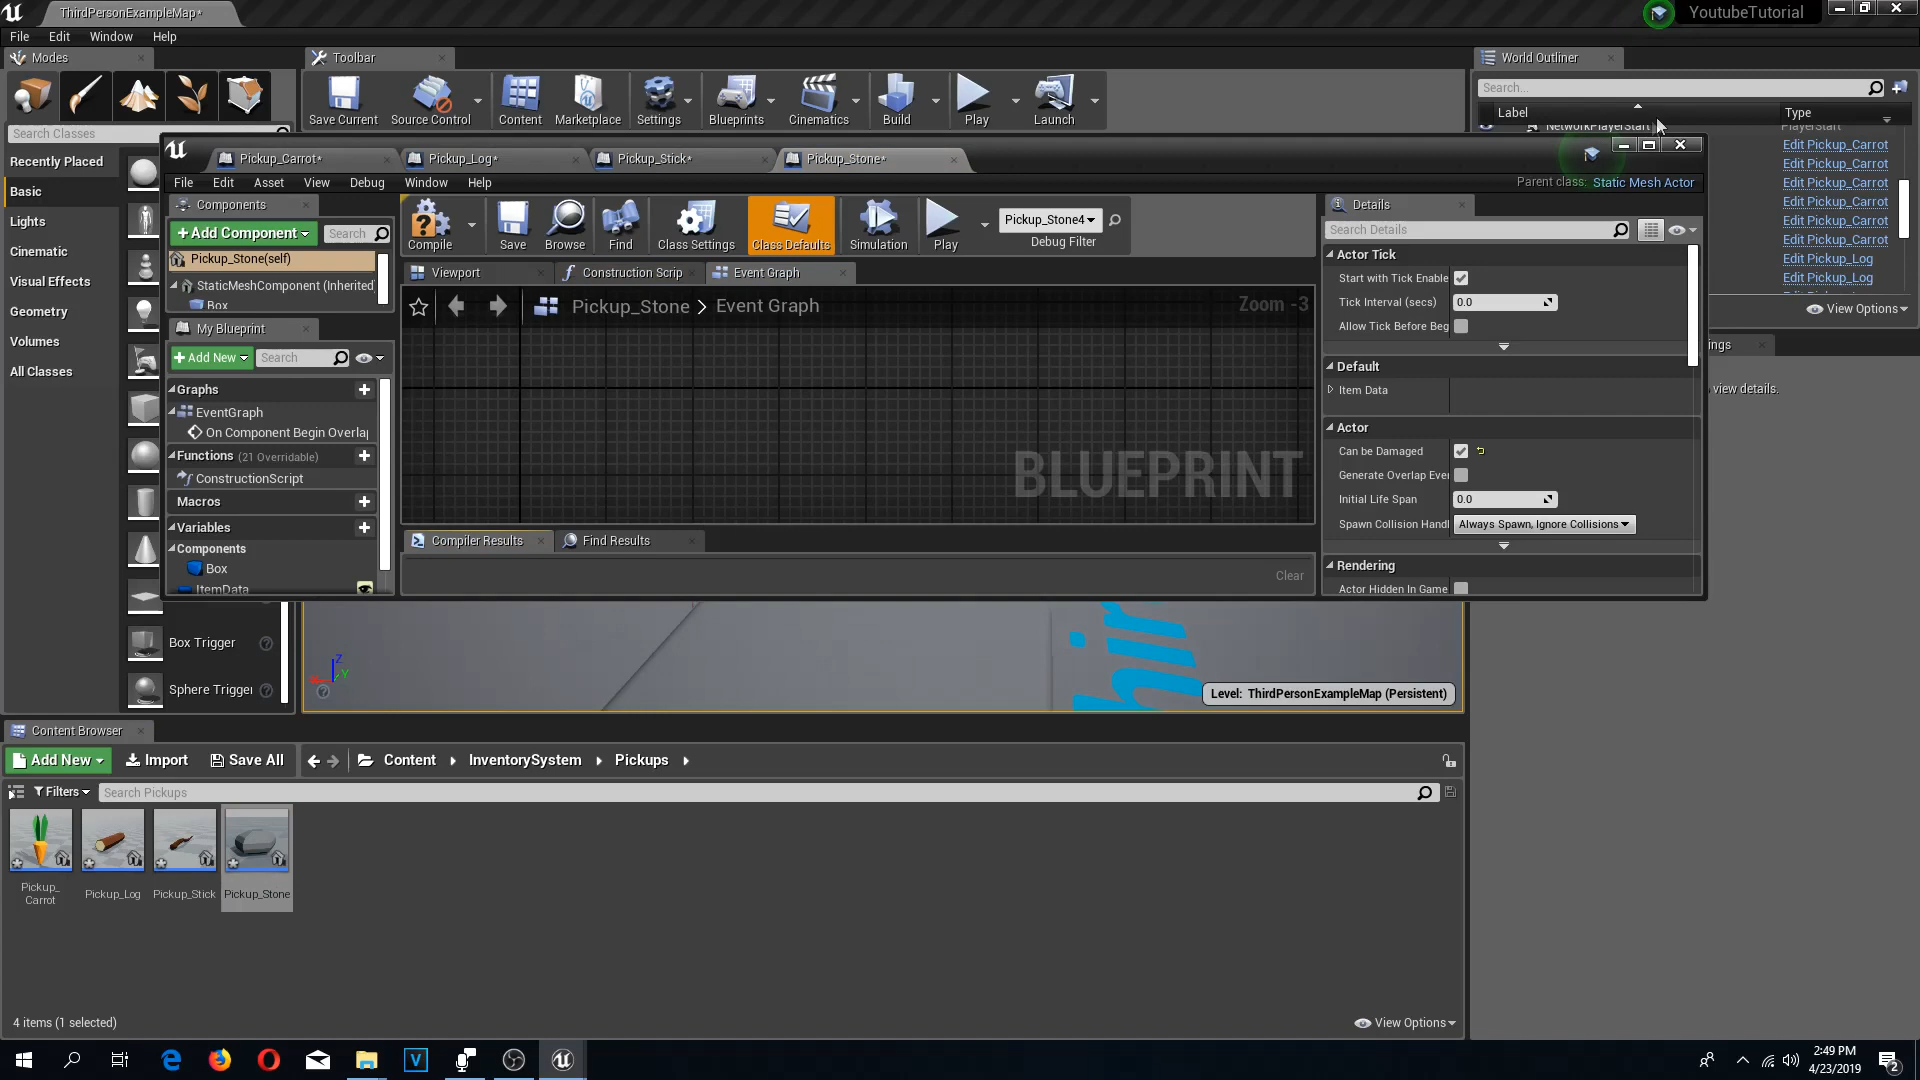 ThirdPersonExampleMap*
YoutubeTutorial
File Edit Window Help
Modes
Toolbar
World Outliner
Search...
Label
Type
Save Current
Source Control
Content
Marketplace
Settings
Blueprints
Cinematics
Build
Play
Launch
Search Classes
Recently Placed
Basic
Lights
Cinematic
Visual Effects
Geometry
Volumes
All Classes
Box Trigger
Sphere Trigger
NetworkPlayerStart
PlayerStart
Edit Pickup_Carrot
Edit Pickup_Carrot
Edit Pickup_Carrot
Edit Pickup_Carrot
Edit Pickup_Carrot
Edit Pickup_Carrot
Edit Pickup_Log
Edit Pickup_Log
View Options
ings
view details.
Pickup_Carrot*
Pickup_Log*
Pickup_Stick*
Pickup_Stone*
File Edit Asset View Debug Window Help
Parent class: Static Mesh Actor
Components
+Add Component
Search
Pickup_Stone(self)
StaticMeshComponent (Inherited)
Box
My Blueprint
+Add New
Search
Graphs
EventGraph
On Component Begin Overlap
Functions (21 Overridable)
ConstructionScript
Macros
Variables
Components
Box
ItemData
Compile
Save
Browse
Find
Class Settings
Class Defaults
Simulation
Play
Pickup_Stone4
Debug Filter
Viewport
Construction Scrip
Event Graph
Pickup_Stone > Event Graph
Zoom -3
BLUEPRINT
Compiler Results
Find Results
Clear
Details
Search Details
Actor Tick
Start with Tick Enable
Tick Interval (secs) 0.0
Allow Tick Before Beg
Default
Item Data
Actor
Can be Damaged
Generate Overlap Ever
Initial Life Span 0.0
Spawn Collision Handl Always Spawn, Ignore Collisions
Rendering
Actor Hidden In Game
Z
Y
X
hir
Level: ThirdPersonExampleMap (Persistent)
Content Browser
Add New
Import
Save All
Content
InventorySystem
Pickups
Filters
Search Pickups
Pickup_
Carrot
Pickup_Log
Pickup_Stick
Pickup_Stone
4 items (1 selected)
View Options
2:49 PM
4/23/2019
2